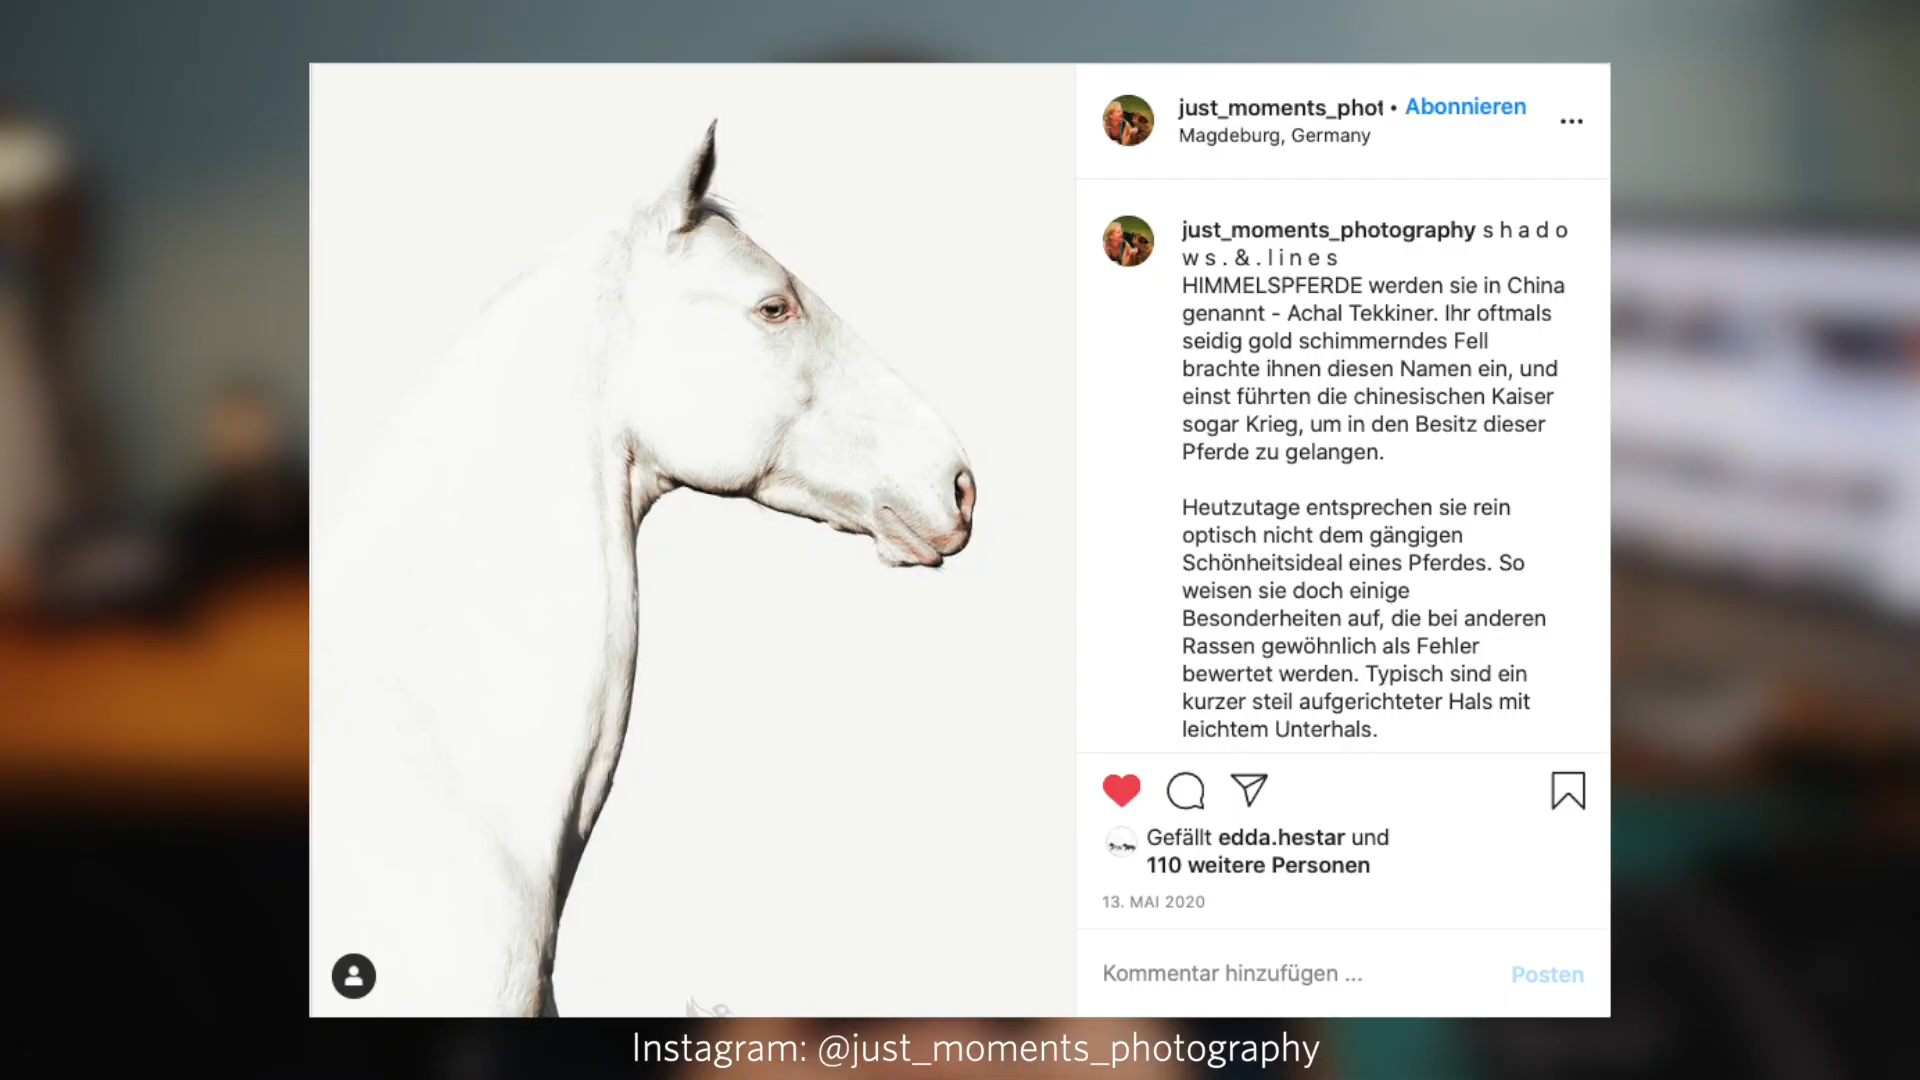 just_moments_phot • Abonnieren
Magdeburg, Germany
just_moments_photography s h a d o
w s . & . l i n e s
HIMMELSPFERDE werden sie in China
genannt - Achal Tekkiner. Ihr oftmals
seidig gold schimmerndes Fell
brachte ihnen diesen Namen ein, und
einst führten die chinesischen Kaiser
sogar Krieg, um in den Besitz dieser
Pferde zu gelangen.
Heutzutage entsprechen sie rein
optisch nicht dem gängigen
Schönheitsideal eines Pferdes. So
weisen sie doch einige
Besonderheiten auf, die bei anderen
Rassen gewöhnlich als Fehler
bewertet werden. Typisch sind ein
kurzer steil aufgerichteter Hals mit
leichtem Unterhals.
Gefällt edda.hestar und
110 weitere Personen
13. MAI 2020
Kommentar hinzufügen ... Posten
Instagram: @just_moments_photography